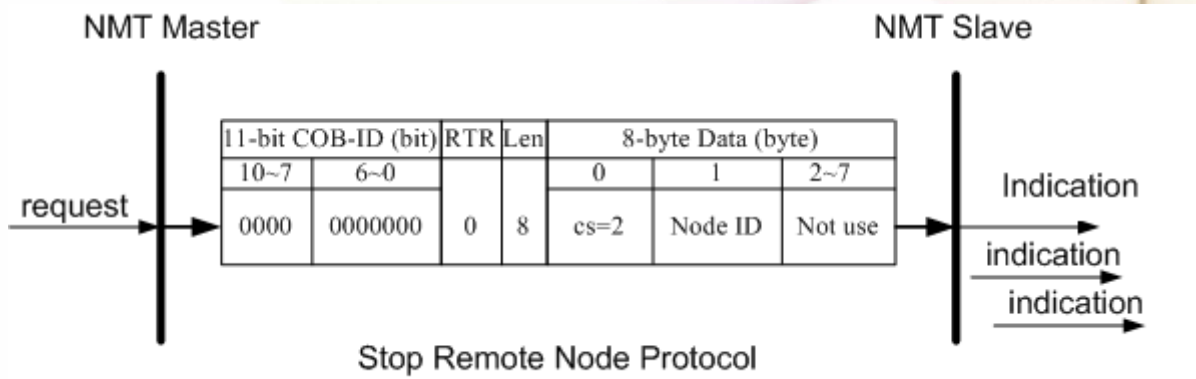 NMT Master
NMT Slave
11-bit COB-ID (bit) RTR Len 8-byte Data (byte)
10~7 6~0 0 1 2~7
request
0000 0000000 0 8 cs=2 Node ID Not use
Indication
indication
indication
Stop Remote Node Protocol